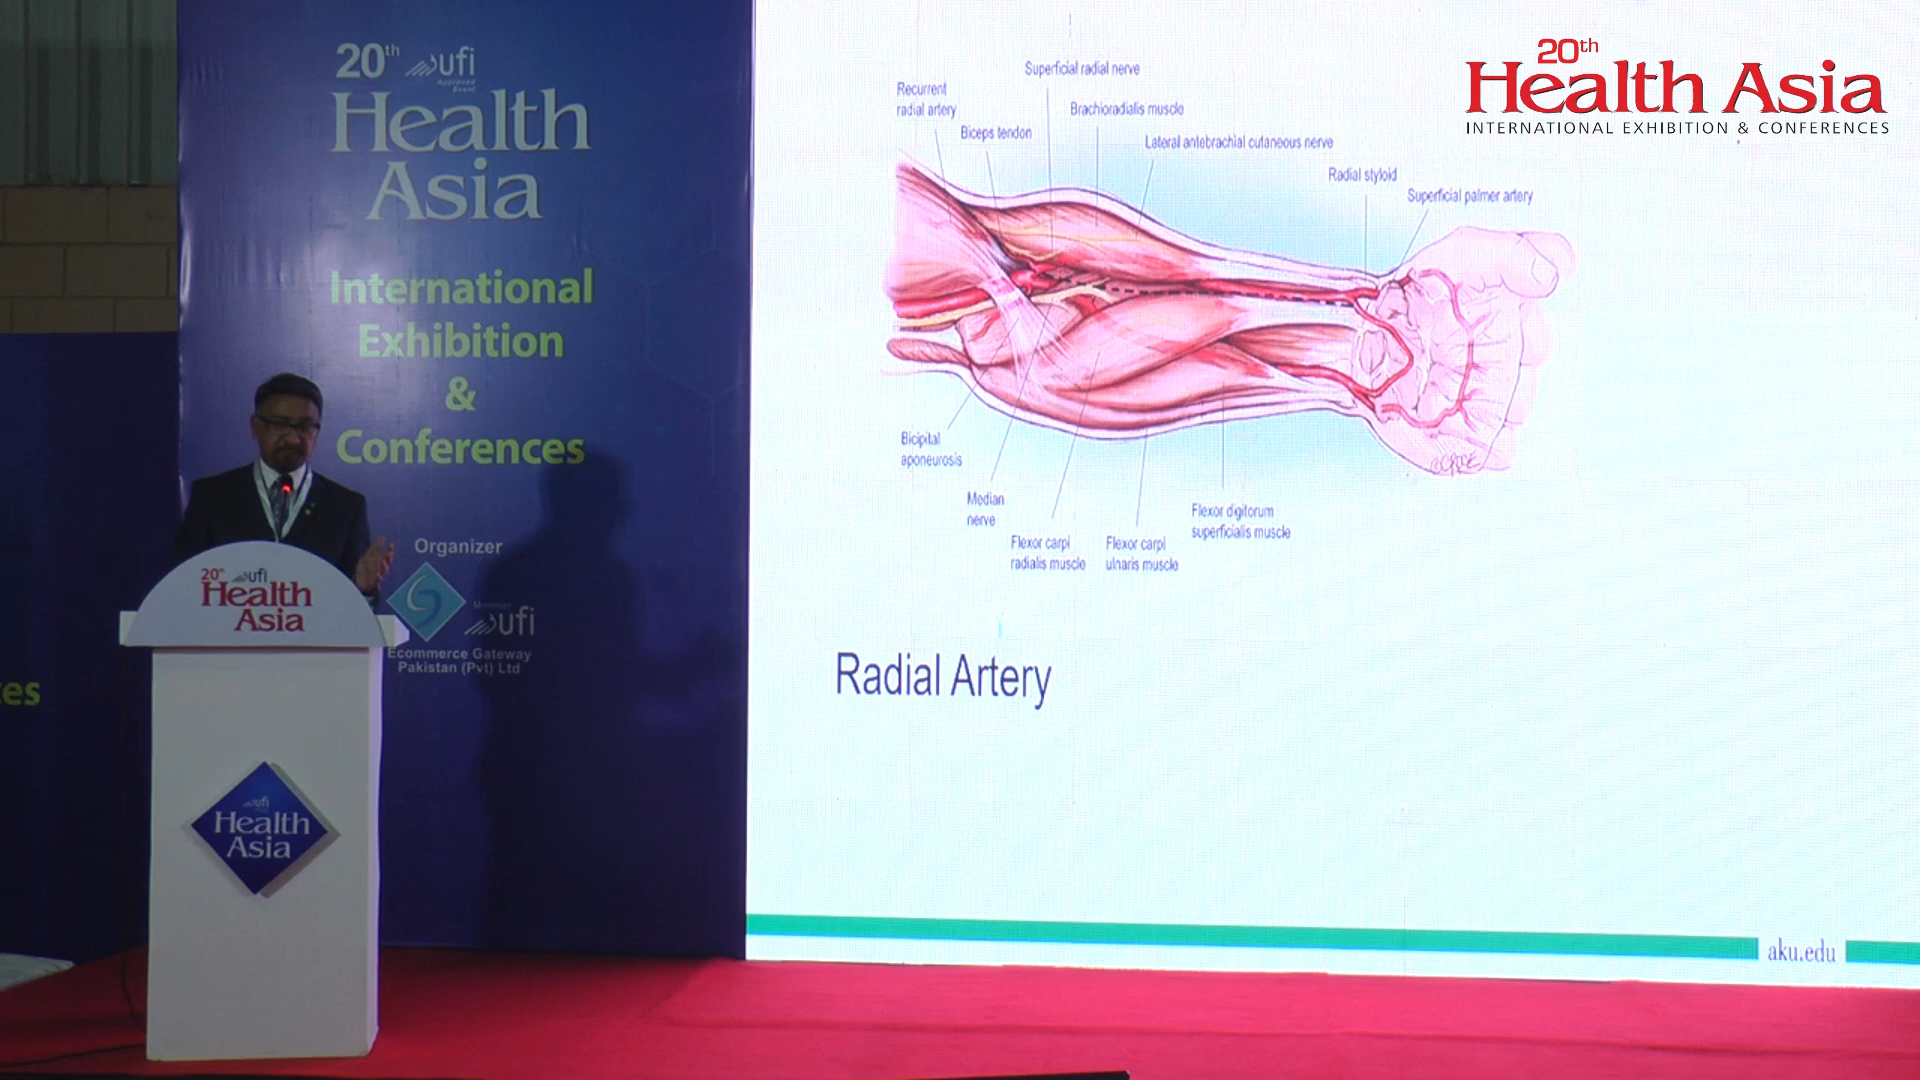 20th ufi
Approved
Event
Health
Asia
International
Exhibition
&
Conferences
Organizer
Member
ufi
Ecommerce Gateway
Pakistan (Pvt) Ltd
20th ufi
Health
Asia
ufi
Health
Asia
es
Superficial radial nerve
Recurrent
radial artery
Brachioradialis muscle
Biceps tendon
Lateral antebrachial cutaneous nerve
Radial styloid
Superficial palmer artery
Bicipital
aponeurosis
Median
nerve
Flexor carpi
radialis muscle
Flexor carpi
ulnaris muscle
Flexor digitorum
superficialis muscle
Radial Artery
aku.edu
20th
Health Asia
INTERNATIONAL EXHIBITION & CONFERENCES